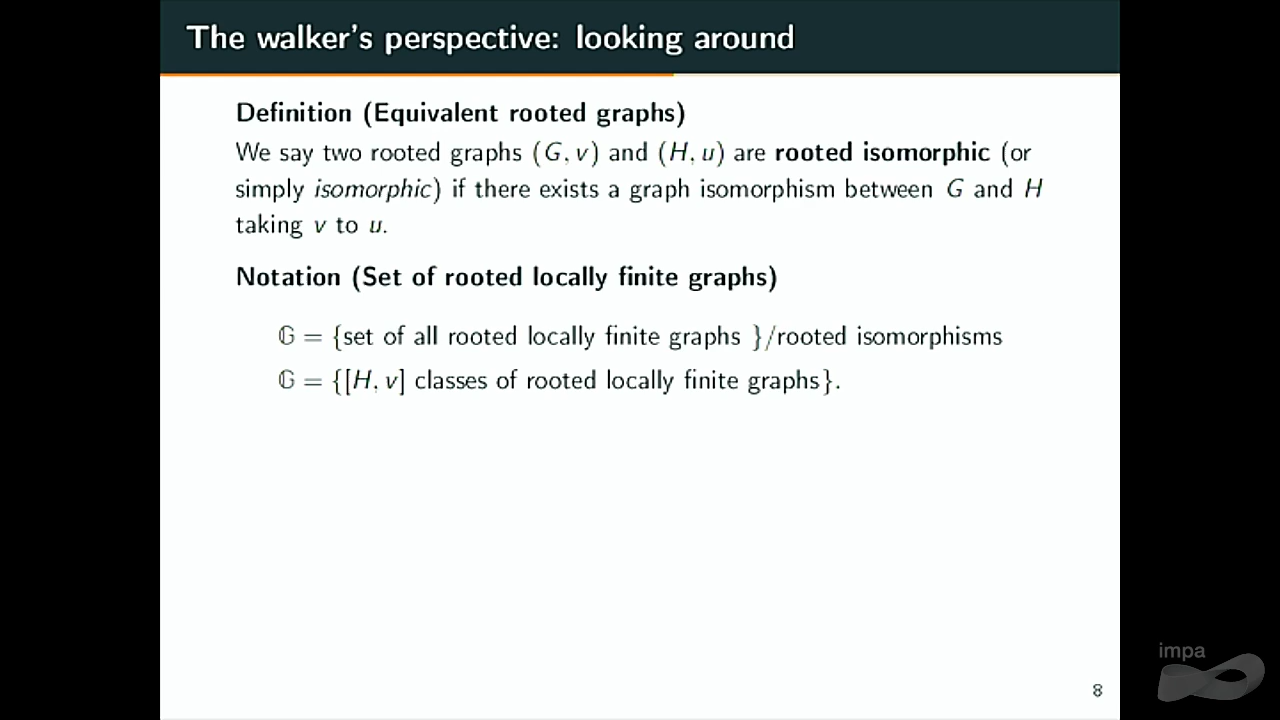 The walker's perspective: looking around
Definition (Equivalent rooted graphs)
We say two rooted graphs (G, v) and (H, u) are rooted isomorphic (or
simply isomorphic) if there exists a graph isomorphism between G and H
taking v to u.
Notation (Set of rooted locally finite graphs)
𝔾 = {set of all rooted locally finite graphs }/rooted isomorphisms
𝔾 = {[H, v] classes of rooted locally finite graphs}.
impa
8